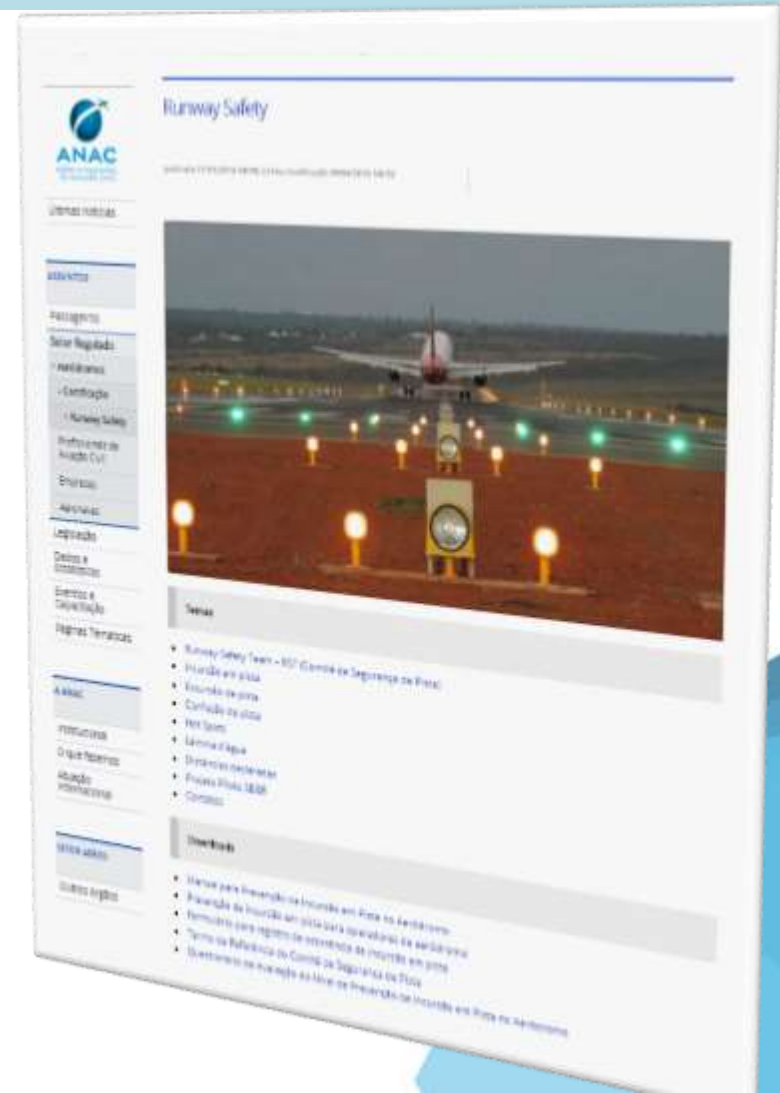 Runway Safety
ANAC
Últimas notícias
ASSUNTOS
Passageiros
Setor Regulado
Aeródromos
Certificação
Runway Safety
Profissionais da
Aviação Civil
Empresas
Aeronaves
Legislação
Dados e
Estatísticas
Eventos e
Capacitação
Páginas Temáticas
A ANAC
Institucional
O que fazemos
Atuação
Internacional
Outros órgãos
Temas
Runway Safety Team – RST (Comitê de Segurança de Pista)
Incursão em pista
Excursão de pista
Confusão de pista
Hot Spots
Lâmina d'água
Distâncias declaradas
Projeto Piloto SBBR
Contatos
Downloads
Manual para Prevenção de Incursão em Pista no Aeródromo
Prevenção de incursão em pista para operadores de aeródromo
Formulário para registro de ocorrência de incursão em pista
Termo de Referência do Comitê de Segurança de Pista
Questionário de Avaliação do Nível de Prevenção de Incursão em Pista no Aeródromo